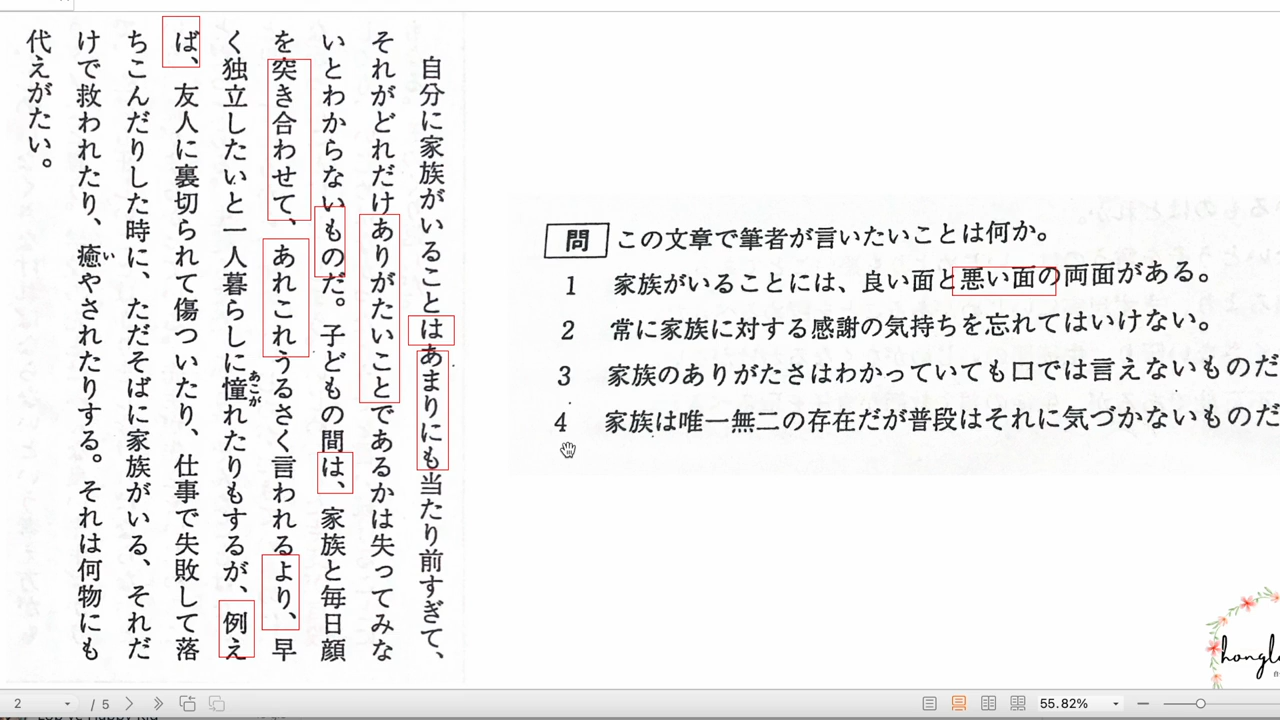 自分に家族がいることはあまりにも当たり前すぎて、
それがどれだけありがたいことであるかは失ってみな
いとわからないものだ。子どもの間は、家族と毎日顔
を突き合わせて、あれこれうるさく言われるより、早
く独立したいと一人暮らしに憧れたりもするが、例え
あこが
ば、友人に裏切られて傷ついたり、仕事で失敗して落
ちこんだりした時に、ただそばに家族がいる、それだ
けで救われたり、癒やされたりする。それは何物にも
い
代えがたい。
問 この文章で筆者が言いたいことは何か。
1 家族がいることには、良い面と悪い面の両面がある。
2 常に家族に対する感謝の気持ちを忘れてはいけない。
3 家族のありがたさはわかっていても口では言えないものだ
4 家族は唯一無二の存在だが普段はそれに気づかないものだ
2 / 5 55.82%